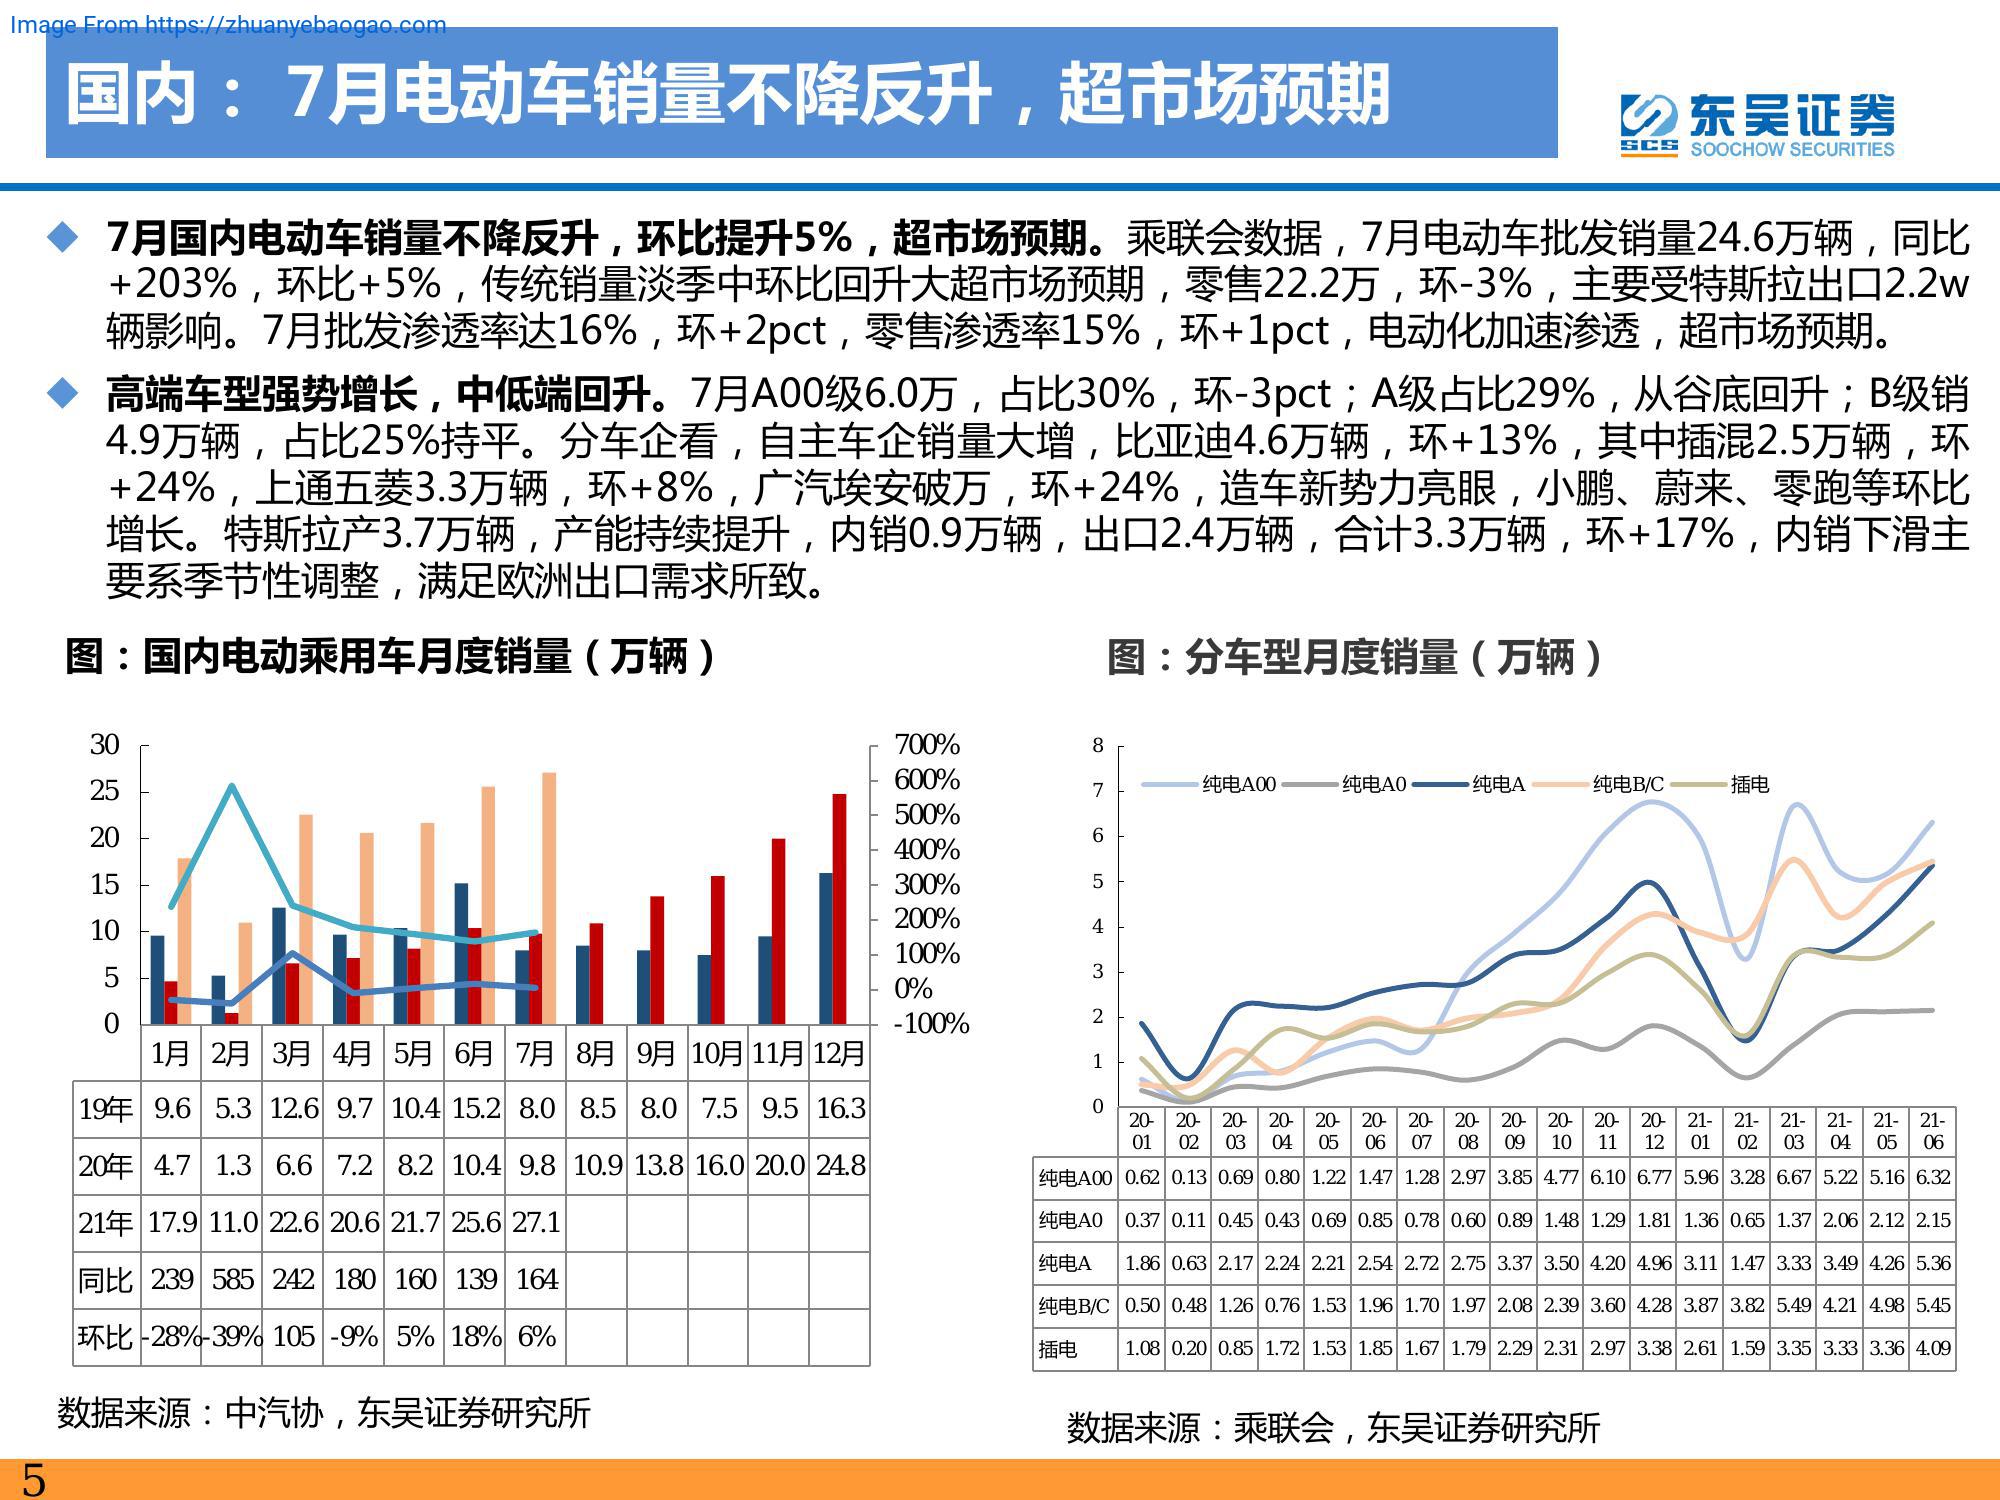 Image From https://zhuanyebaogao.com
国内： 7月电动车销量不降反升，超市场预期
东吴证券
SCS
SOOCHOW SECURITIES
7月国内电动车销量不降反升，环比提升5%，超市场预期。乘联会数据，7月电动车批发销量24.6万辆，同比
+203%，环比+5%，传统销量淡季中环比回升大超市场预期，零售22.2万，环-3%，主要受特斯拉出口2.2w
辆影响。7月批发渗透率达16%，环+2pct，零售渗透率15%，环+1pct，电动化加速渗透，超市场预期。
高端车型强势增长，中低端回升。7月A00级6.0万，占比30%，环-3pct；A级占比29%，从谷底回升；B级销
4.9万辆，占比25%持平。分车企看，自主车企销量大增，比亚迪4.6万辆，环+13%，其中插混2.5万辆，环
+24%，上通五菱3.3万辆，环+8%，广汽埃安破万，环+24%，造车新势力亮眼，小鹏、蔚来、零跑等环比
增长。特斯拉产3.7万辆，产能持续提升，内销0.9万辆，出口2.4万辆，合计3.3万辆，环+17%，内销下滑主
要系季节性调整，满足欧洲出口需求所致。
图：国内电动乘用车月度销量（万辆）
30
25
20
15
10
5
0
700%
600%
500%
400%
300%
200%
100%
0%
-100%
1月 2月 3月 4月 5月 6月 7月 8月 9月 10月 11月 12月
19年 9.6 5.3 12.6 9.7 10.4 15.2 8.0 8.5 8.0 7.5 9.5 16.3
20年 4.7 1.3 6.6 7.2 8.2 10.4 9.8 10.9 13.8 16.0 20.0 24.8
21年 17.9 11.0 22.6 20.6 21.7 25.6 27.1
同比 239 585 242 180 160 139 164
环比 -28% -39% 105 -9% 5% 18% 6%
数据来源：中汽协，东吴证券研究所
图：分车型月度销量（万辆）
8
7
6
5
4
3
2
1
0
纯电A00 纯电A0 纯电A 纯电B/C 插电
20-01 20-02 20-03 20-04 20-05 20-06 20-07 20-08 20-09 20-10 20-11 20-12 21-01 21-02 21-03 21-04 21-05 21-06
纯电A00 0.62 0.13 0.69 0.80 1.22 1.47 1.28 2.97 3.85 4.77 6.10 6.77 5.96 3.28 6.67 5.22 5.16 6.32
纯电A0 0.37 0.11 0.45 0.43 0.69 0.85 0.78 0.60 0.89 1.48 1.29 1.81 1.36 0.65 1.37 2.06 2.12 2.15
纯电A 1.86 0.63 2.17 2.24 2.21 2.54 2.72 2.75 3.37 3.50 4.20 4.96 3.11 1.47 3.33 3.49 4.26 5.36
纯电B/C 0.50 0.48 1.26 0.76 1.53 1.96 1.70 1.97 2.08 2.39 3.60 4.28 3.87 3.82 5.49 4.21 4.98 5.45
插电 1.08 0.20 0.85 1.72 1.53 1.85 1.67 1.79 2.29 2.31 2.97 3.38 2.61 1.59 3.35 3.33 3.36 4.09
数据来源：乘联会，东吴证券研究所
5